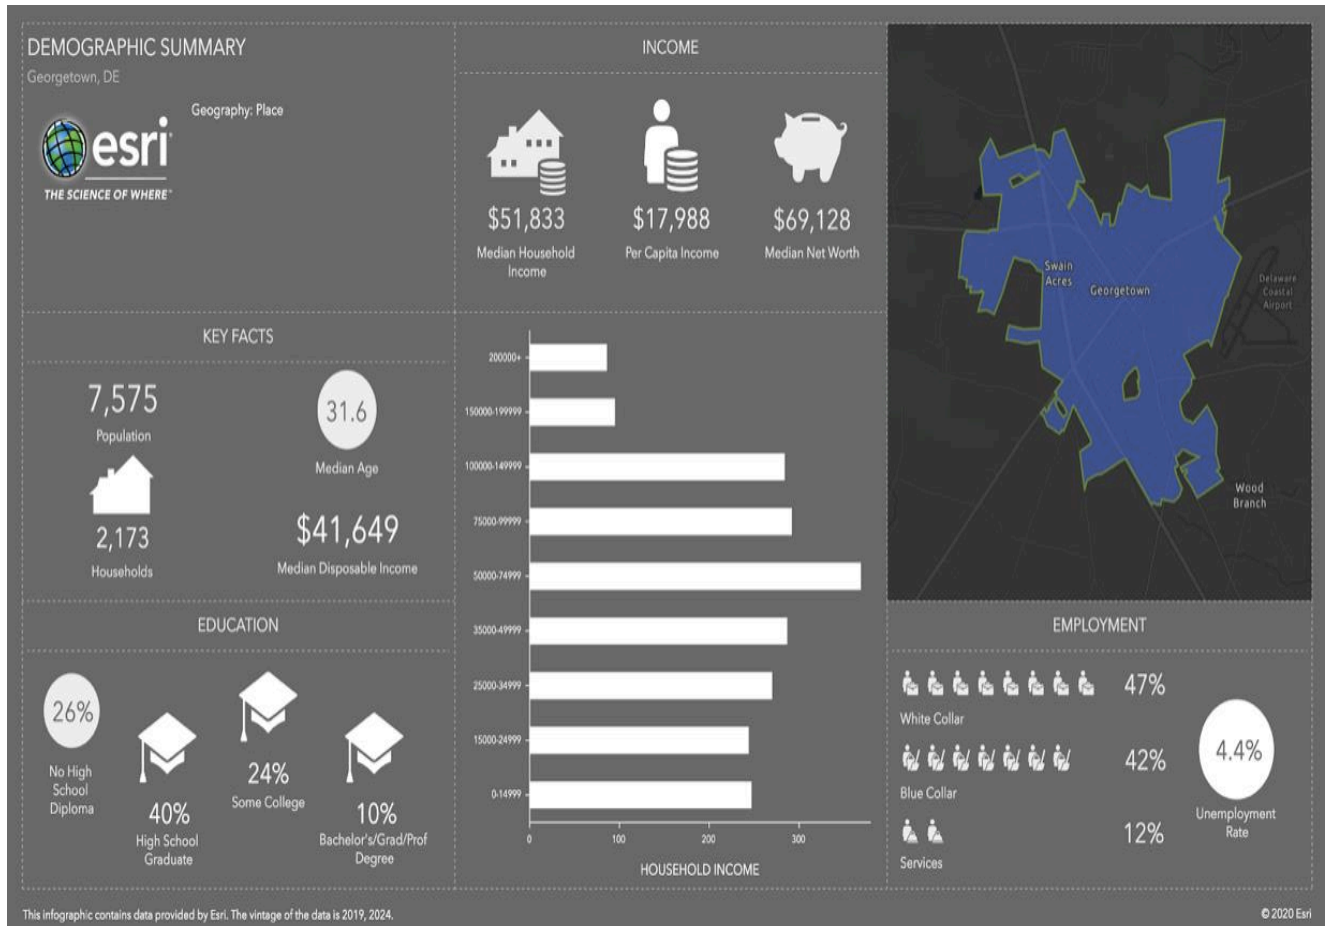 DEMOGRAPHIC SUMMARY
Georgetown, DE
Geography: Place
esri
THE SCIENCE OF WHERE™
INCOME
$51,833
Median Household
Income
$17,988
Per Capita Income
$69,128
Median Net Worth
KEY FACTS
7,575
Population
31.6
Median Age
2,173
Households
$41,649
Median Disposable Income
200000+
150000-199999
100000-149999
75000-99999
50000-74999
35000-49999
25000-34999
15000-24999
0-14999
0 100 200 300
HOUSEHOLD INCOME
Swain
Acres
Georgetown
Delaware
Coastal
Airport
Wood
Branch
EDUCATION
26%
No High
School
Diploma
40%
High School
Graduate
24%
Some College
10%
Bachelor's/Grad/Prof
Degree
EMPLOYMENT
47%
White Collar
42%
Blue Collar
12%
Services
4.4%
Unemployment
Rate
This infographic contains data provided by Esri. The vintage of the data is 2019, 2024.
© 2020 Esri